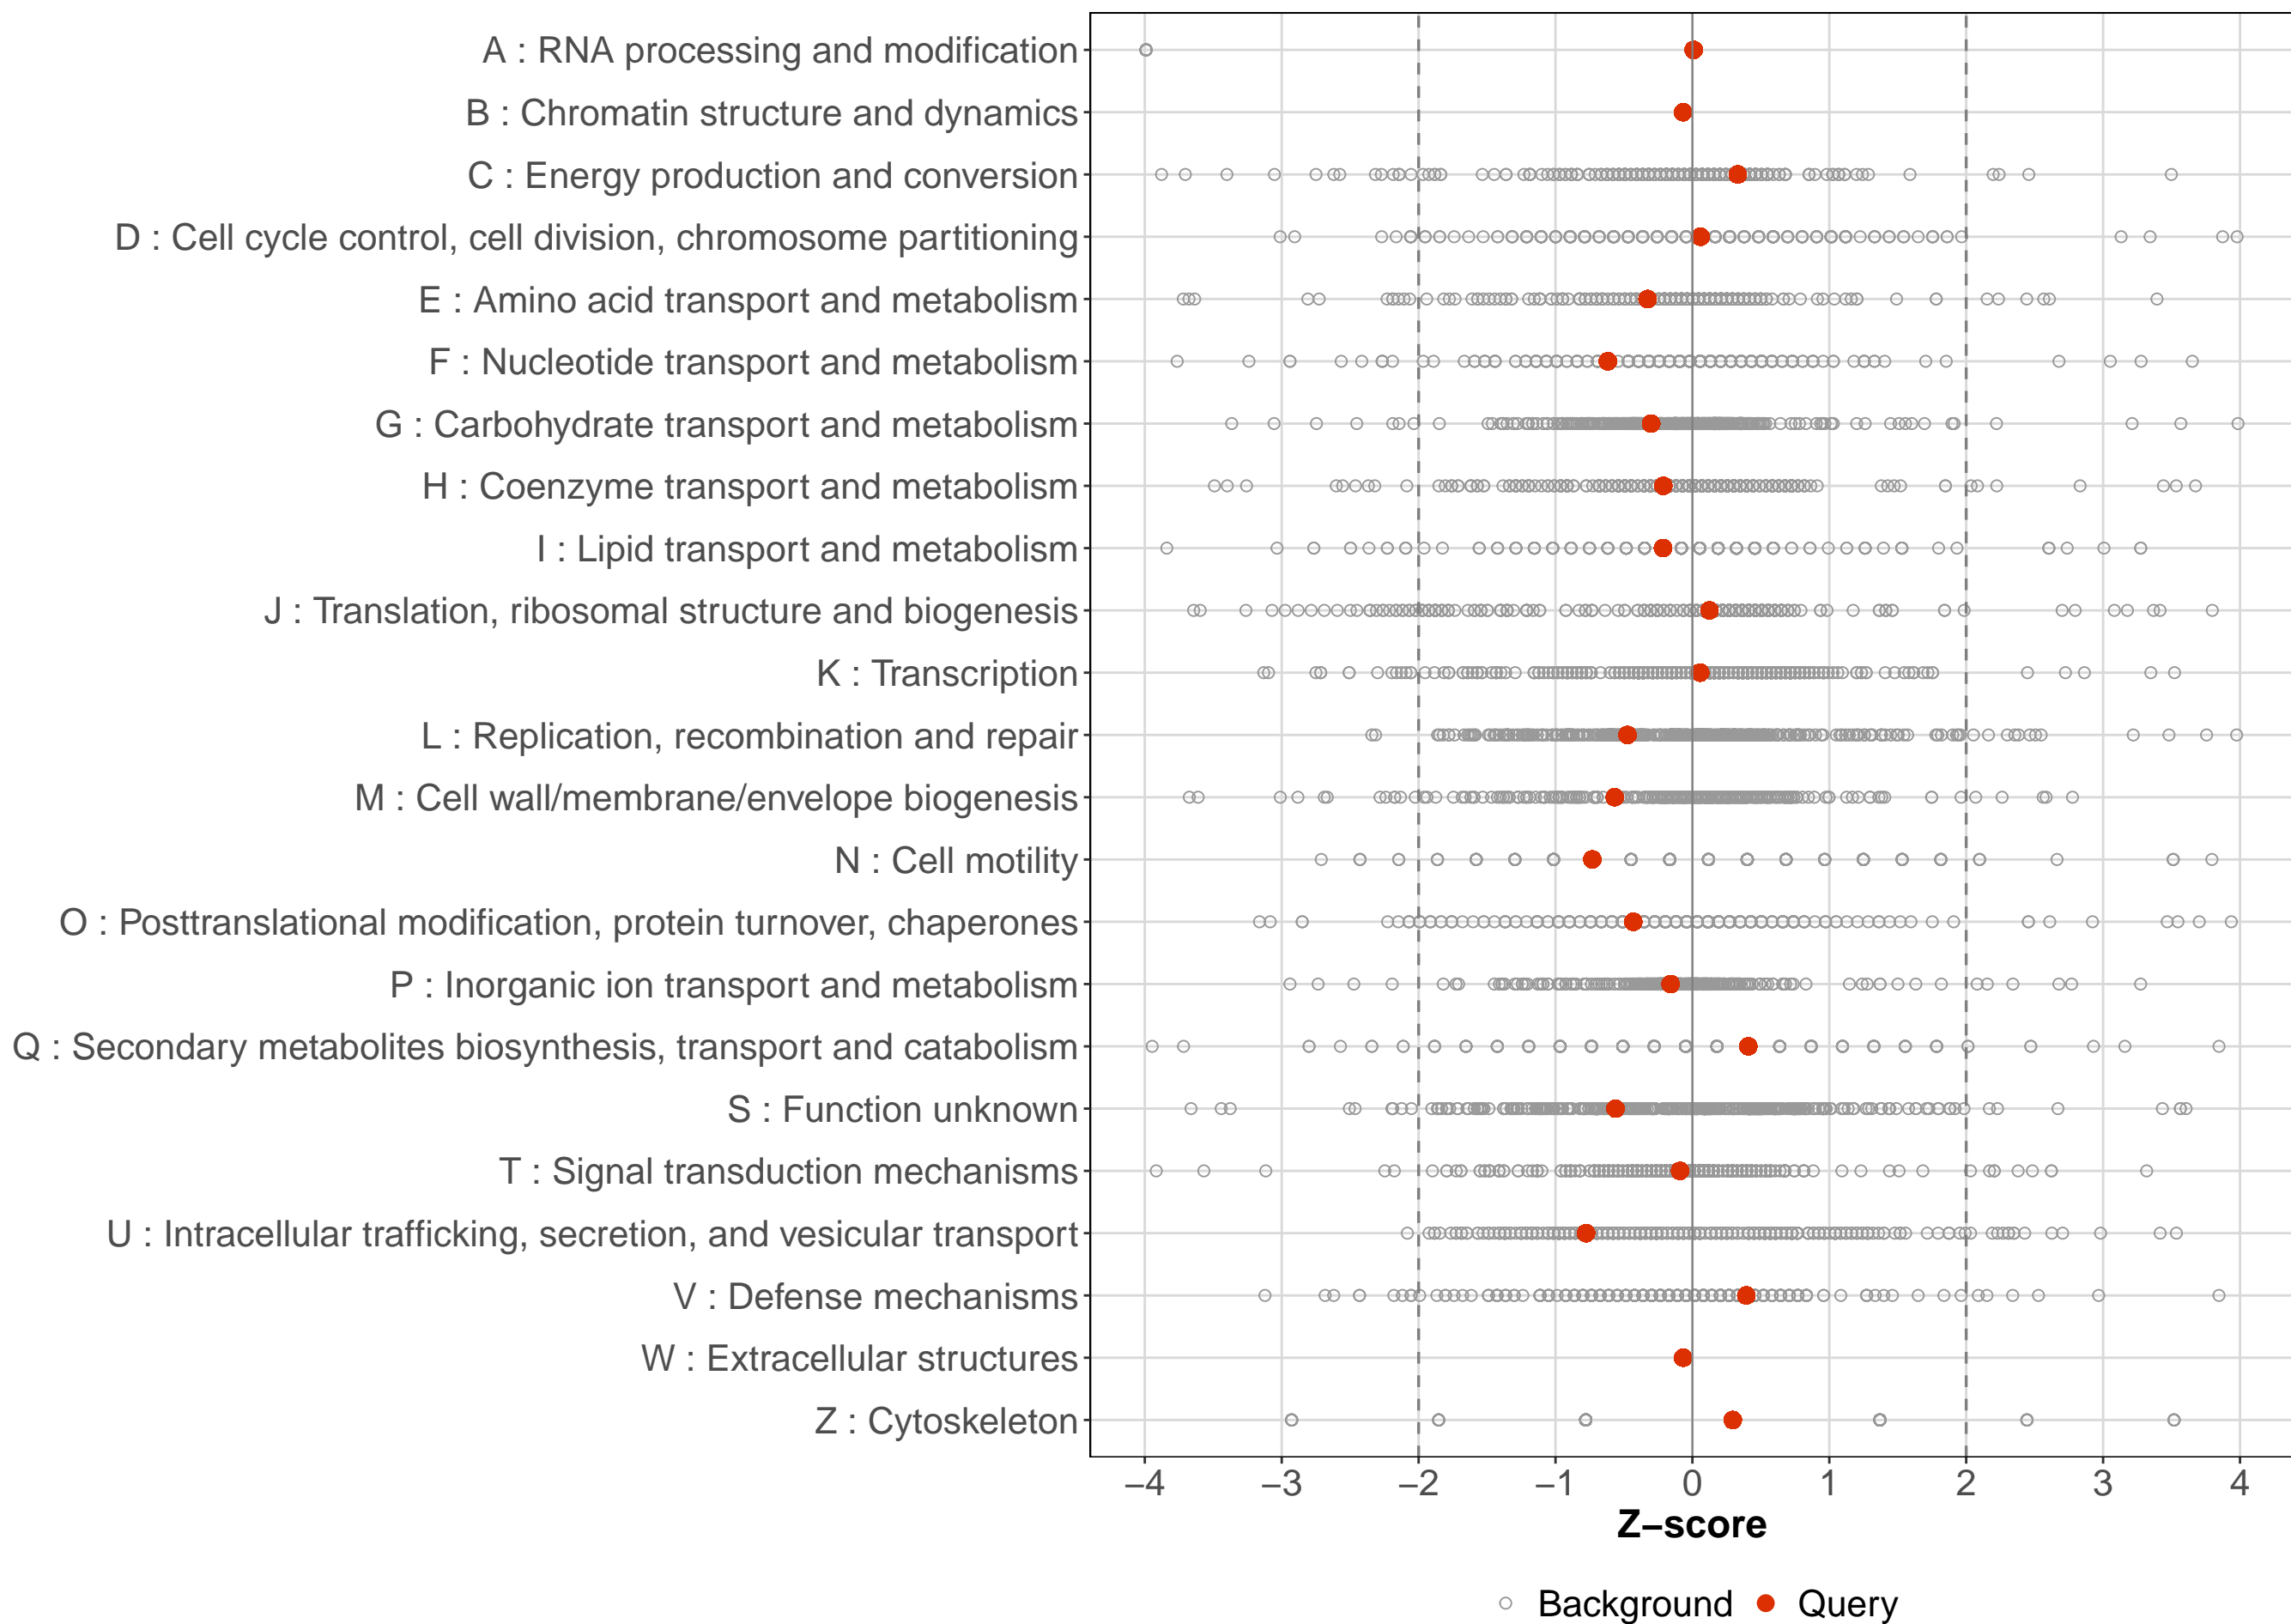 A : RNA processing and modification
B : Chromatin structure and dynamics
C : Energy production and conversion
D : Cell cycle control, cell division, chromosome partitioning
E : Amino acid transport and metabolism
F : Nucleotide transport and metabolism
G : Carbohydrate transport and metabolism
H : Coenzyme transport and metabolism
I : Lipid transport and metabolism
J : Translation, ribosomal structure and biogenesis
K : Transcription
L : Replication, recombination and repair
M : Cell wall/membrane/envelope biogenesis
N : Cell motility
O : Posttranslational modification, protein turnover, chaperones
P : Inorganic ion transport and metabolism
Q : Secondary metabolites biosynthesis, transport and catabolism
S : Function unknown
T : Signal transduction mechanisms
U : Intracellular trafficking, secretion, and vesicular transport
V : Defense mechanisms
W : Extracellular structures
Z : Cytoskeleton
−4 −3 −2 −1 0 1 2 3 4
Z−score
Background Query